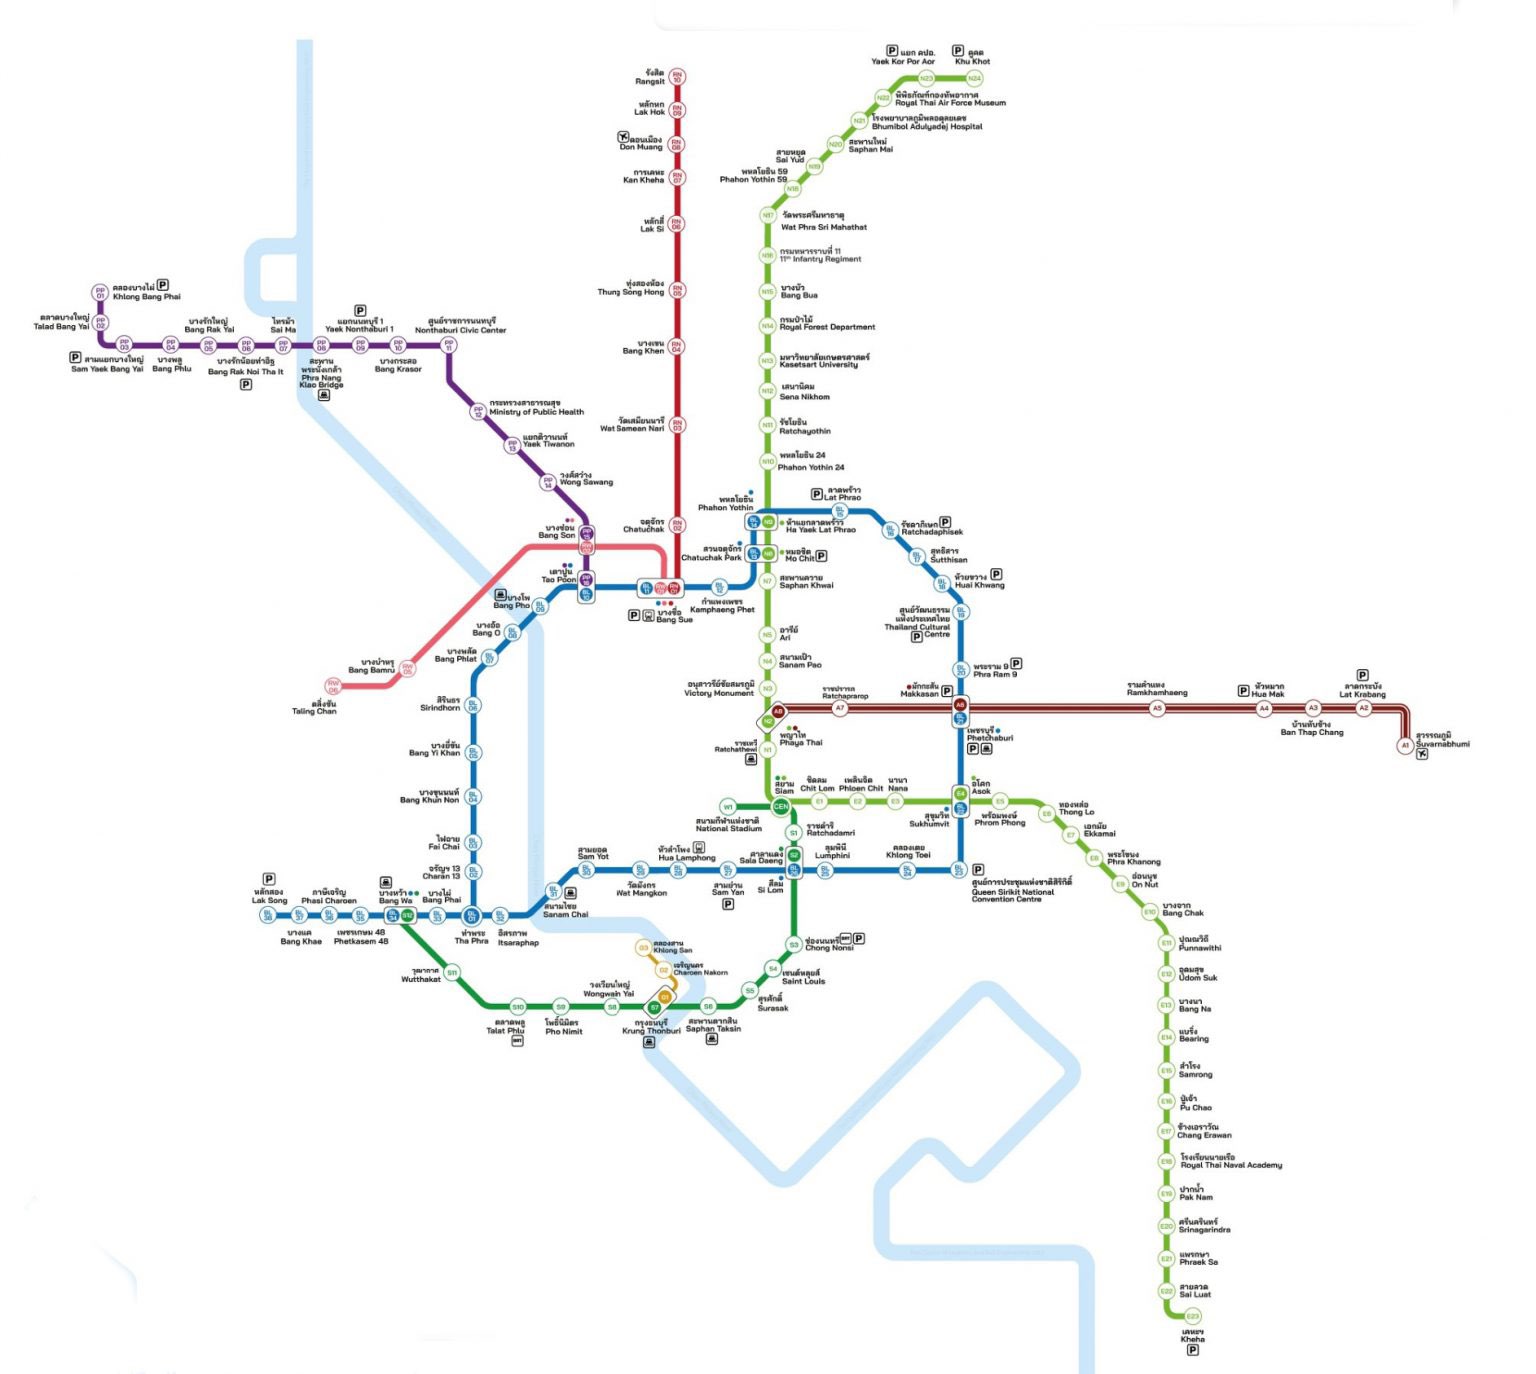 แยก คปอ.
Yaek Kor Por Aor
คูคต
Khu Khot
N23
N24
N22
พิพิธภัณฑ์กองทัพอากาศ
Royal Thai Air Force Museum
N21
โรงพยาบาลภูมิพลอดุลยเดช
Bhumibol Adulyadej Hospital
N20
สะพานใหม่
Saphan Mai
สายหยุด
Sai Yud
N19
พหลโยธิน 59
Phahon Yothin 59
N18
N17
วัดพระศรีมหาธาตุ
Wat Phra Sri Mahathat
N16
กรมทหารราบที่ 11
11th Infantry Regiment
N15
บางบัว
Bang Bua
N14
กรมป่าไม้
Royal Forest Department
N13
มหาวิทยาลัยเกษตรศาสตร์
Kasetsart University
N12
เสนานิคม
Sena Nikhom
N11
รัชโยธิน
Ratchayothin
N10
พหลโยธิน 24
Phahon Yothin 24
รังสิต
Rangsit
RN 10
หลักหก
Lak Hok
RN 09
ดอนเมือง
Don Muang
RN 08
การเคหะ
Kan Kheha
RN 07
หลักสี่
Lak Si
RN 06
ทุ่งสองห้อง
Thung Song Hong
RN 05
บางเขน
Bang Khen
RN 04
วัดเสมียนนารี
Wat Samean Nari
RN 03
จตุจักร
Chatuchak
RN 02
PP 01
คลองบางไผ่
Khlong Bang Phai
ตลาดบางใหญ่
Talad Bang Yai
PP 02
PP 03
สามแยกบางใหญ่
Sam Yaek Bang Yai
PP 04
บางพลู
Bang Phlu
บางรักใหญ่
Bang Rak Yai
PP 05
PP 06
บางรักน้อยท่าอิฐ
Bang Rak Noi Tha It
ไทรม้า
Sai Ma
PP 07
PP 08
สะพาน
พระนั่งเกล้า
Phra Nang
Klao Bridge
แยกนนทบุรี 1
Yaek Nonthaburi 1
PP 09
PP 10
บางกระสอ
Bang Krasor
ศูนย์ราชการนนทบุรี
Nonthaburi Civic Center
PP 11
PP 12
กระทรวงสาธารณสุข
Ministry of Public Health
PP 13
แยกติวานนท์
Yaek Tiwanon
PP 14
วงศ์สว่าง
Wong Sawang
บางซ่อน
Bang Son
เตาปูน
Tao Poon
บางโพ
Bang Pho
BL 09
บางอ้อ
Bang O
BL 08
บางพลัด
Bang Phlat
BL 07
สิรินธร
Sirindhorn
BL 06
บางยี่ขัน
Bang Yi Khan
BL 05
บางขุนนนท์
Bang Khun Non
BL 04
ไฟฉาย
Fai Chai
BL 03
จรัญฯ 13
Charan 13
BL 02
บางบำหรุ
Bang Bamru
RW 05
RW 06
ตลิ่งชัน
Taling Chan
บางซื่อ
Bang Sue
BL 12
กำแพงเพชร
Kamphaeng Phet
พหลโยธิน
Phahon Yothin
ห้าแยกลาดพร้าว
Ha Yaek Lat Phrao
สวนจตุจักร
Chatuchak Park
หมอชิต
Mo Chit
N7
สะพานควาย
Saphan Khwai
N5
อารีย์
Ari
N4
สนามเป้า
Sanam Pao
อนุสาวรีย์ชัยสมรภูมิ
Victory Monument
N3
ลาดพร้าว
Lat Phrao
BL 15
BL 16
รัชดาภิเษก
Ratchadaphisek
BL 17
สุทธิสาร
Sutthisan
BL 18
ห้วยขวาง
Huai Khwang
BL 19
ศูนย์วัฒนธรรม
แห่งประเทศไทย
Thailand Cultural
Centre
BL 20
พระราม 9
Phra Ram 9
N2
A8
พญาไท
Phaya Thai
ราชปรารภ
Ratchaprarop
A7
มักกะสัน
Makkasan
A6
เพชรบุรี
Phetchaburi
รามคำแหง
Ramkhamhaeng
A5
หัวหมาก
Hua Mak
A4
A3
บ้านทับช้าง
Ban Thap Chang
ลาดกระบัง
Lat Krabang
A2
A1
สุวรรณภูมิ
Suvarnabhumi
ราชเทวี
Ratchathewi
N1
สยาม
Siam
CEN
ชิดลม
Chit Lom
E1
เพลินจิต
Phloen Chit
E2
นานา
Nana
E3
อโศก
Asok
E4
สุขุมวิท
Sukhumvit
E5
พร้อมพงษ์
Phrom Phong
E6
ทองหล่อ
Thong Lo
E7
เอกมัย
Ekkamai
E8
พระโขนง
Phra Khanong
E9
อ่อนนุช
On Nut
E10
บางจาก
Bang Chak
E11
ปุณณวิถี
Punnawithi
E12
อุดมสุข
Udom Suk
E13
บางนา
Bang Na
E14
แบริ่ง
Bearing
E15
สำโรง
Samrong
E16
ปู่เจ้า
Pu Chao
E17
ช้างเอราวัณ
Chang Erawan
E18
โรงเรียนนายเรือ
Royal Thai Naval Academy
E19
ปากน้ำ
Pak Nam
E20
ศรีนครินทร์
Srinagarindra
E21
แพรกษา
Phraek Sa
E22
สายลวด
Sai Luat
E23
เคหะฯ
Kheha
W1
สนามกีฬาแห่งชาติ
National Stadium
S1
ราชดำริ
Ratchadamri
ศาลาแดง
Sala Daeng
S2
สีลม
Si Lom
ลุมพินี
Lumphini
BL 25
คลองเตย
Khlong Toei
BL 24
ศูนย์การประชุมแห่งชาติสิริกิติ์
Queen Sirikit National
Convention Centre
สามยอด
Sam Yot
BL 30
BL 29
วัดมังกร
Wat Mangkon
หัวลำโพง
Hua Lamphong
BL 28
BL 27
สามย่าน
Sam Yan
BL 31
สนามไชย
Sanam Chai
BL 32
อิสรภาพ
Itsaraphap
BL 01
ท่าพระ
Tha Phra
บางไผ่
Bang Phai
BL 33
บางหว้า
Bang Wa
BL 34
S12
BL 35
เพชรเกษม 48
Phetkasem 48
ภาษีเจริญ
Phasi Charoen
BL 36
BL 37
บางแค
Bang Khae
หลักสอง
Lak Song
BL 38
วุฒากาศ
Wutthakat
S11
S10
ตลาดพลู
Talat Phlu
S9
โพธิ์นิมิตร
Pho Nimit
วงเวียนใหญ่
Wongwain Yai
S8
S7
G1
กรุงธนบุรี
Krung Thonburi
G2
เจริญนคร
Charoen Nakorn
G3
คลองสาน
Khlong San
S6
สะพานตากสิน
Saphan Taksin
S5
สุรศักดิ์
Surasak
S4
เซนต์หลุยส์
Saint Louis
S3
ช่องนนทรี
Chong Nonsi